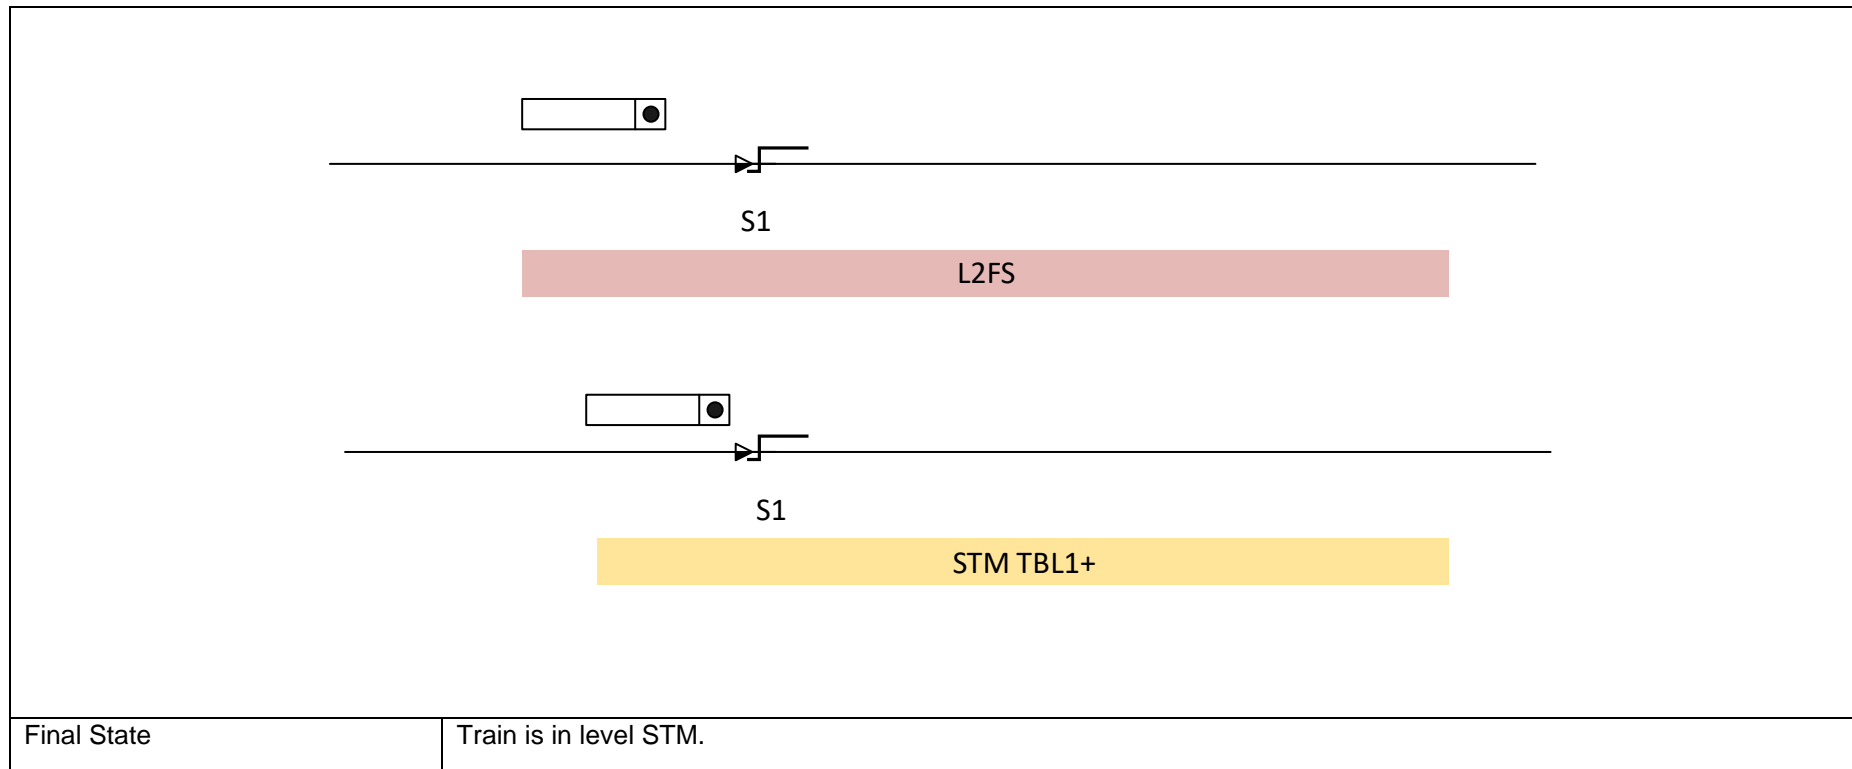 S1
L2FS
S1
STM TBL1+
Final State
Train is in level STM.